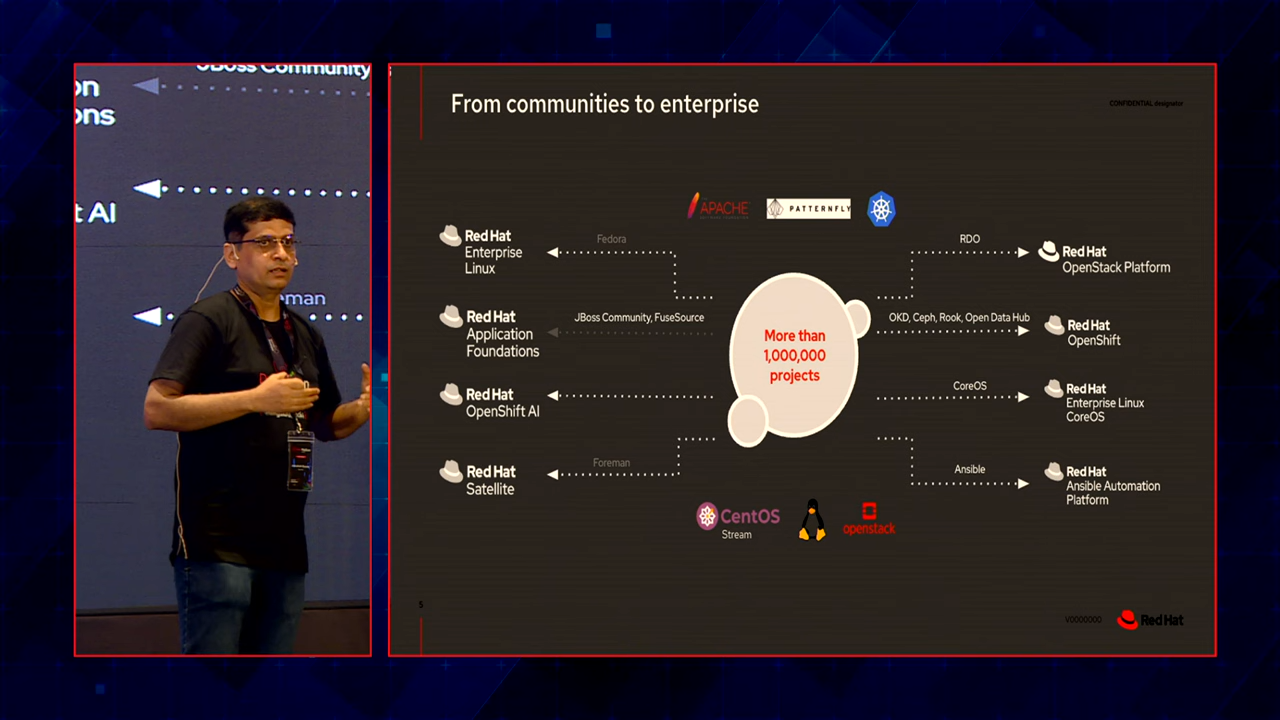 JBoss Community
on
ons
t AI
eman
From communities to enterprise
CONFIDENTIAL designator
APACHE
PATTERNFLY
Red Hat
Enterprise
Linux
Fedora
RDO
Red Hat
OpenStack Platform
Red Hat
Application
Foundations
JBoss Community, FuseSource
More than
1,000,000
projects
OKD, Ceph, Rook, Open Data Hub
Red Hat
OpenShift
Red Hat
OpenShift AI
CoreOS
Red Hat
Enterprise Linux
CoreOS
Red Hat
Satellite
Foreman
Ansible
Red Hat
Ansible Automation
Platform
CentOS
Stream
openstack
5
V0000000
Red Hat